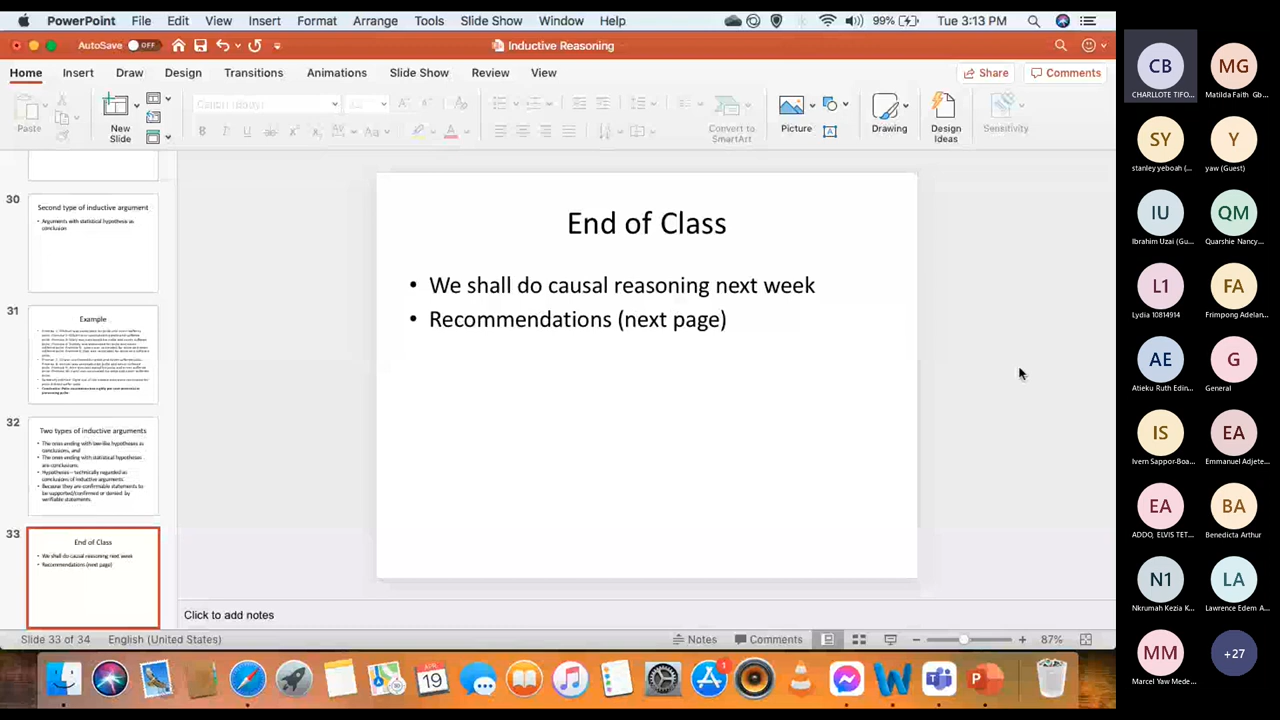 PowerPoint File Edit View Insert Format Arrange Tools Slide Show Window Help 99% Tue 3:13 PM
AutoSave OFF Inductive Reasoning
Home Insert Draw Design Transitions Animations Slide Show Review View Share Comments
Paste New Slide Convert to SmartArt Picture Drawing Design Ideas Sensitivity
30
Second type of inductive argument
• Arguments with statistical hypothesis as
conclusion
31
Example
32
Two types of inductive arguments
• The ones ending with law-like hypotheses as
conclusions, and
• The ones ending with statistical hypotheses
are conclusions.
• Hypothesis – technically regarded as
conclusions of inductive arguments.
• Because they are confirmable statements to
be supported/confirmed or denied by
verifiable statements.
33
End of Class
• We shall do causal reasoning next week
• Recommendations (next page)
End of Class
• We shall do causal reasoning next week
• Recommendations (next page)
Click to add notes
Slide 33 of 34 English (United States) Notes Comments 87%
APR
19
1
W
P
CB MG
CHARLLOTE TIFO... Matilda Faith Gb...
SY Y
stanley yeboah (... yaw (Guest)
IU QM
Ibrahim Uzai (Gu... Quarshie Nancy...
L1 FA
Lydia 10814914 Frimpong Adelan...
AE G
Atieku Ruth Edin... General
IS EA
Ivern Sappor-Boa... Emmanuel Adjete...
EA BA
ADDO, ELVIS TET... Benedicta Arthur
N1 LA
Nkrumah Kezia K... Lawrence Edem A...
MM +27
Marcel Yaw Mede...